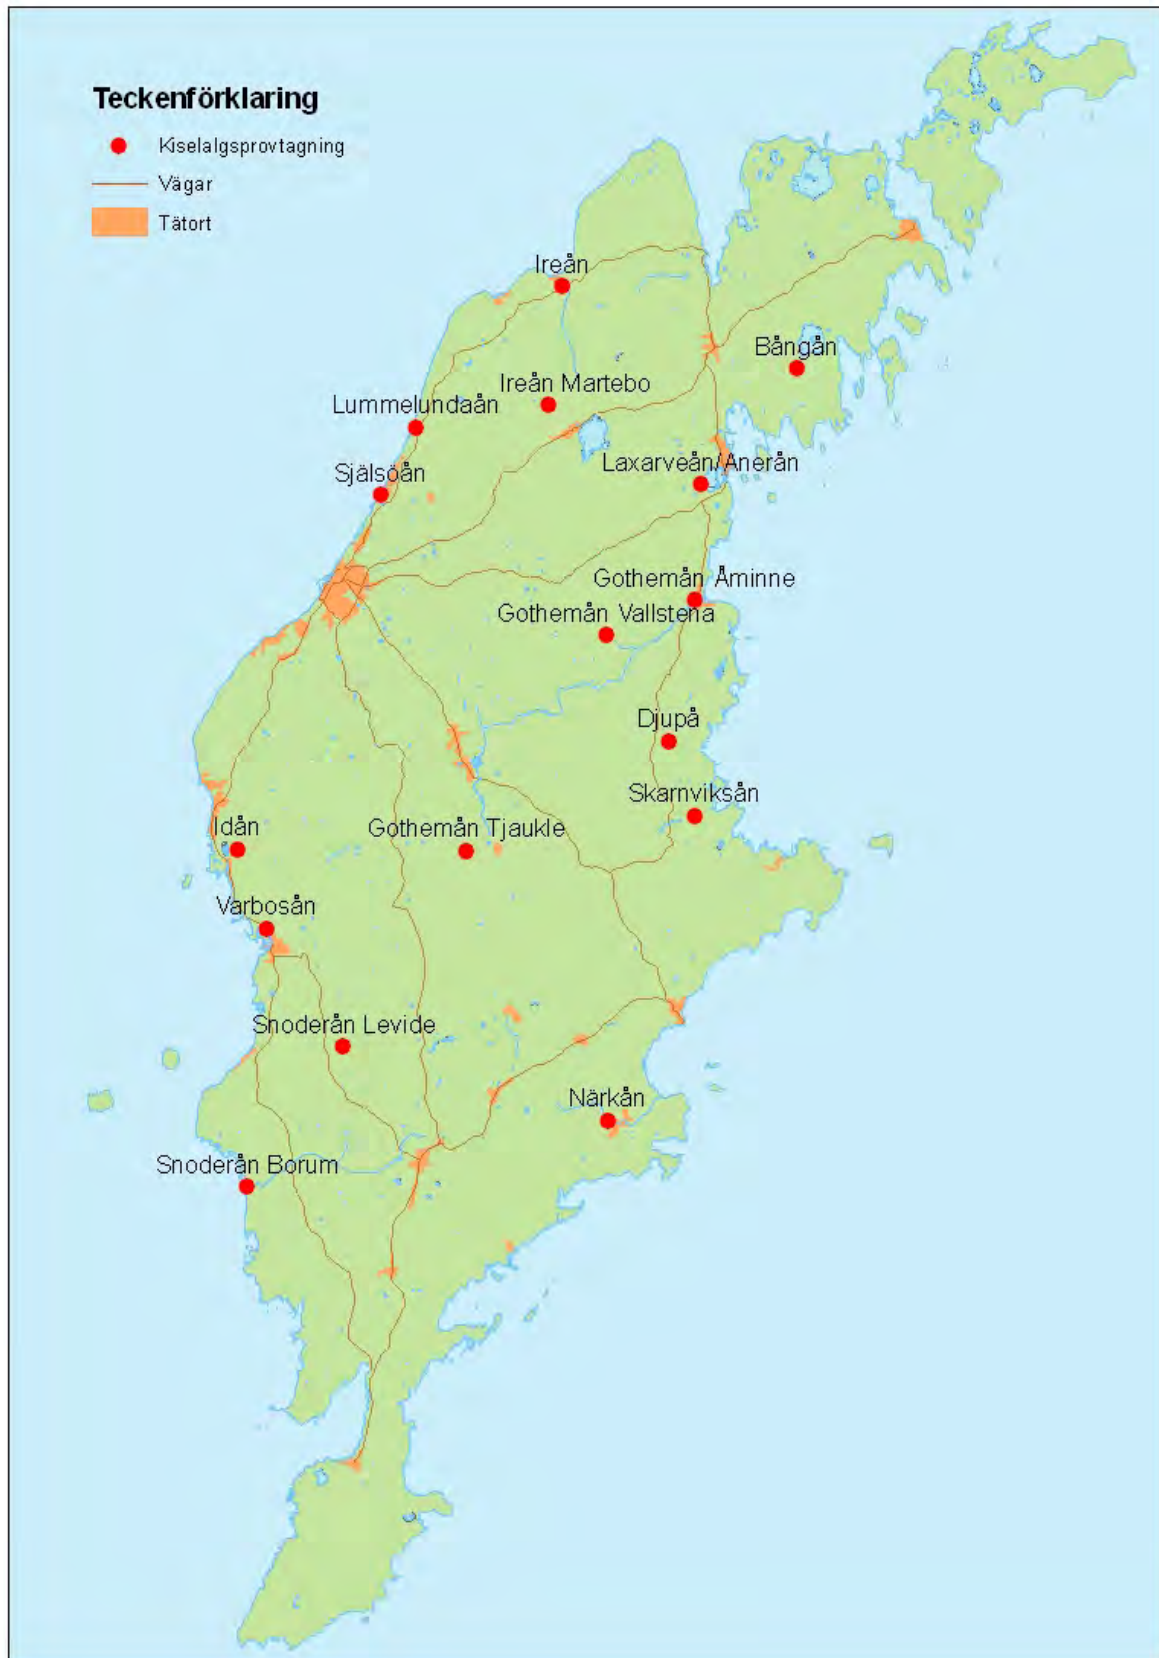 Teckenförklaring
Kiselalgsprovtagning
Vägar
Tätort
Ireån
Bångån
Ireån Martebo
Lummelundaån
Laxarveån/Anerån
Själsöån
Gothemån Åminne
Gothemån Vallstena
Djupå
Skarnviksån
Idån
Gothemån Tjaukle
Varbosån
Snoderån Levide
Närkån
Snoderån Borum